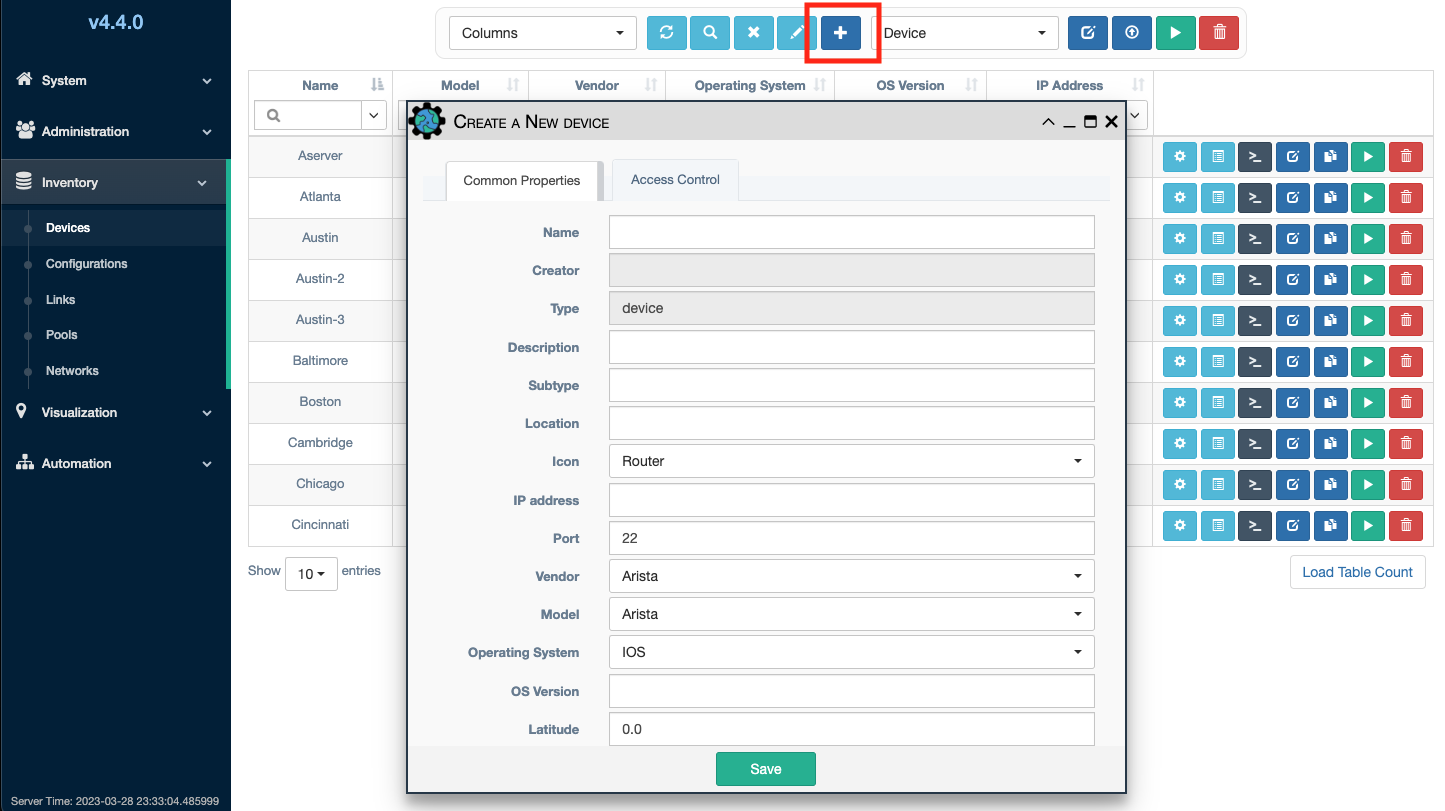 v4.4.0
System
Administration
Inventory
Devices
Configurations
Links
Pools
Networks
Visualization
Automation
Server Time: 2023-03-28 23:33:04.485999
Columns
Device
Name Model Vendor Operating System OS Version IP Address
Aserver
Atlanta
Austin
Austin-2
Austin-3
Baltimore
Boston
Cambridge
Chicago
Cincinnati
Show 10 entries
Load Table Count
Create a New device
Common Properties Access Control
Name
Creator
Type device
Description
Subtype
Location
Icon Router
IP address
Port 22
Vendor Arista
Model Arista
Operating System IOS
OS Version
Latitude 0.0
Save